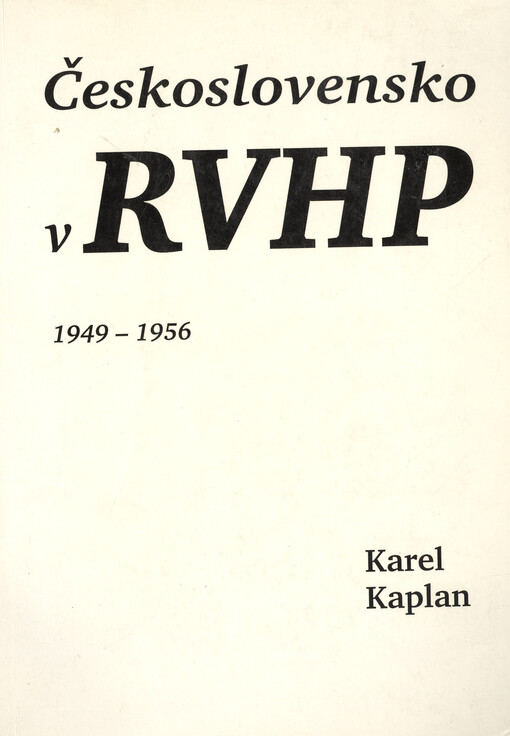 Československo
v RVHP
1949 – 1956
Karel
Kaplan